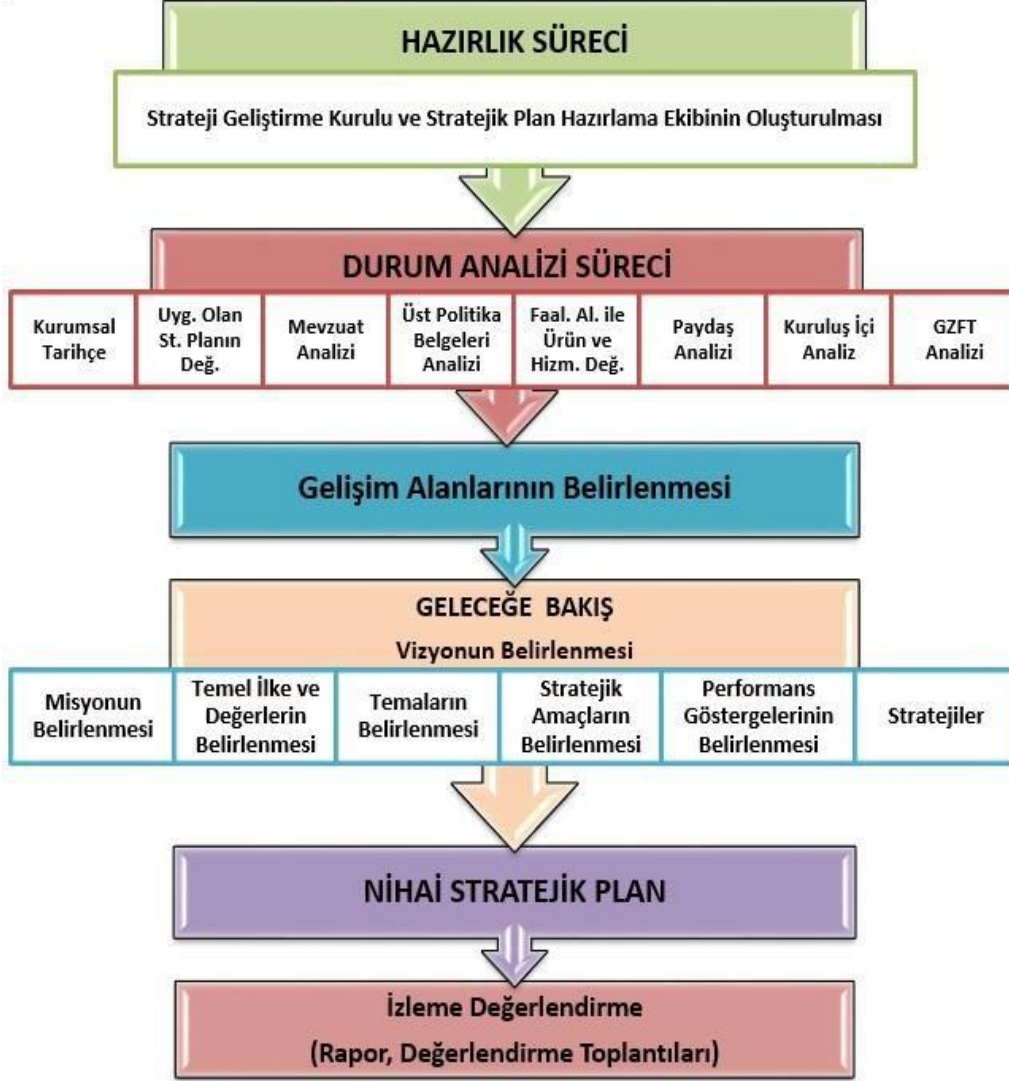 HAZIRLIK SÜRECİ
Strateji Geliştirme Kurulu ve Stratejik Plan Hazırlama Ekibinin Oluşturulması
DURUM ANALİZİ SÜRECİ
Kurumsal
Tarihçe
Uyg. Olan
St. Planın
Değ.
Mevzuat
Analizi
Üst Politika
Belgeleri
Analizi
Faal. Al. ile
Ürün ve
Hizm. Değ.
Paydaş
Analizi
Kuruluş İçi
Analiz
GZFT
Analizi
Gelişim Alanlarının Belirlenmesi
GELECEĞE BAKIŞ
Vizyonun Belirlenmesi
Misyonun
Belirlenmesi
Temel İlke ve
Değerlerin
Belirlenmesi
Temaların
Belirlenmesi
Stratejik
Amaçların
Belirlenmesi
Performans
Göstergelerinin
Belirlenmesi
Stratejiler
NİHAİ STRATEJİK PLAN
İzleme Değerlendirme
(Rapor, Değerlendirme Toplantıları)